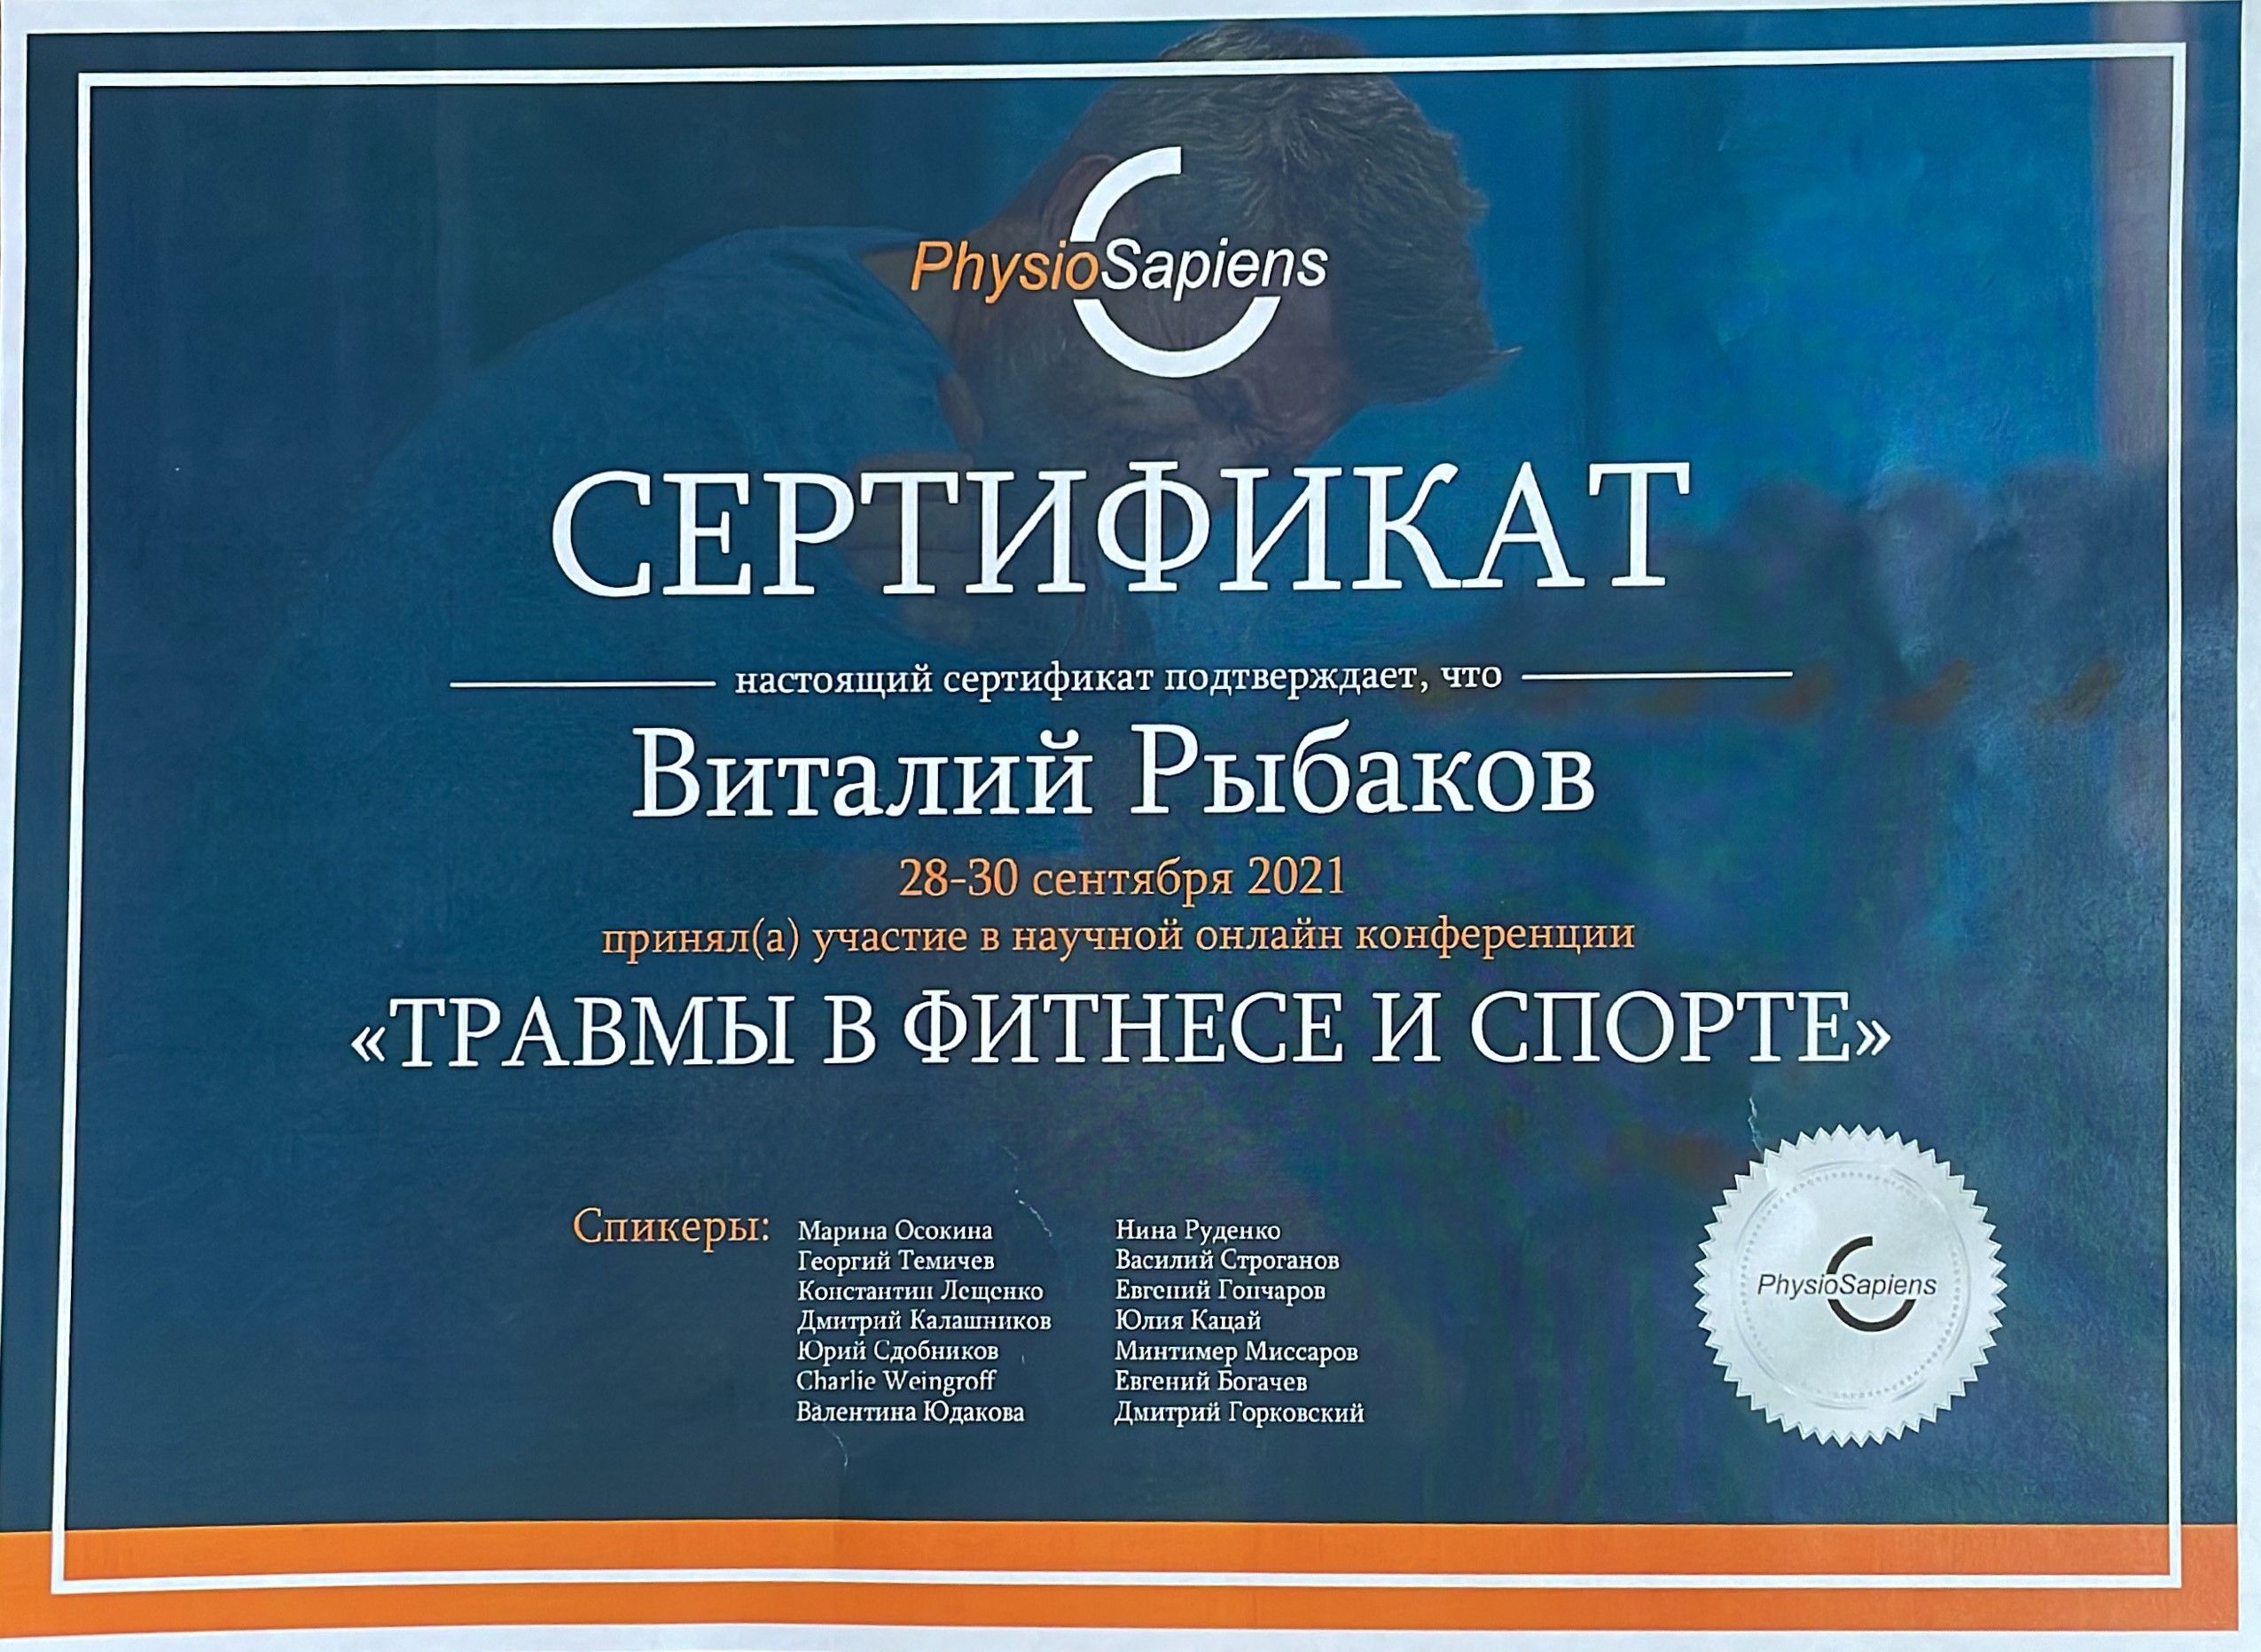 PhysioSapiens
СЕРТИФИКАТ
настоящий сертификат подтверждает, что
Виталий Рыбаков
28-30 сентября 2021
принял(а) участие в научной онлайн конференции
«ТРАВМЫ В ФИТНЕСЕ И СПОРТЕ»
Спикеры:
Марина Осокина
Георгий Темичев
Константин Лещенко
Дмитрий Калашников
Юрий Сдобников
Charlie Weingroff
Валентина Юдакова
Нина Руденко
Василий Строганов
Евгений Гончаров
Юлия Кацай
Минтимер Миссаров
Евгений Богачев
Дмитрий Горковский
PhysioSapiens